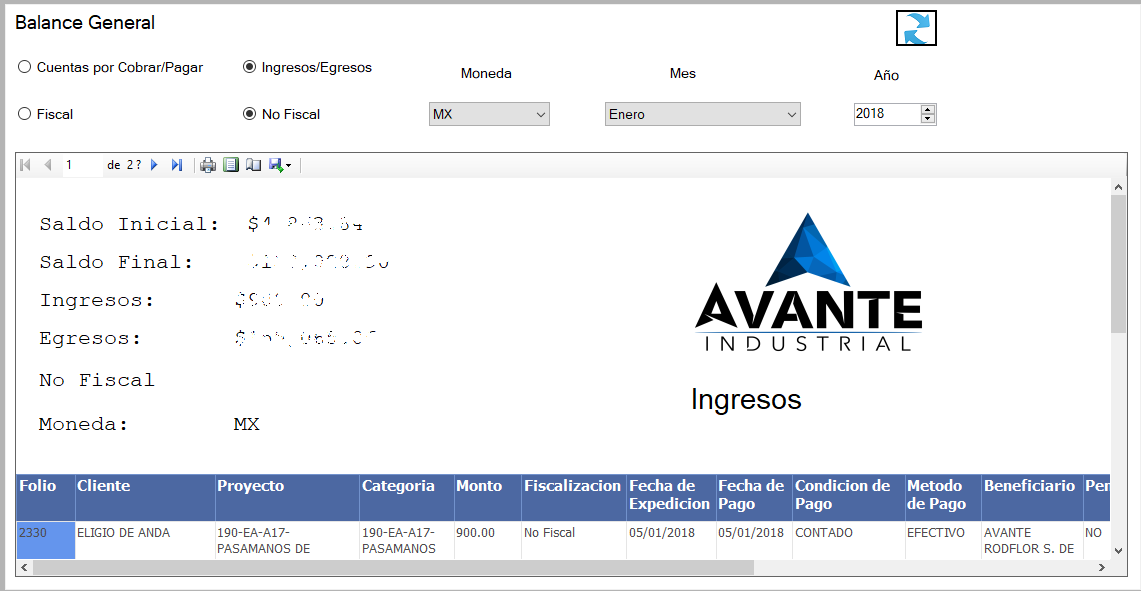 Balance General
Cuentas por Cobrar/Pagar
Ingresos/Egresos
Moneda
Mes
Año
Fiscal
No Fiscal
MX
Enero
2018
1 de 2 ?
Saldo Inicial:
Saldo Final:
Ingresos:
Egresos:
No Fiscal
Moneda: MX
AVANTE
INDUSTRIAL
Ingresos
Folio Cliente Proyecto Categoria Monto Fiscalizacion Fecha de Expedicion Fecha de Pago Condicion de Pago Metodo de Pago Beneficiario Per
2330 ELIGIO DE ANDA 190-EA-A17- 190-EA-A17- 900.00 No Fiscal 05/01/2018 05/01/2018 CONTADO EFECTIVO AVANTE NO
PASAMANOS DE PASAMANOS RODFLOR S. DE